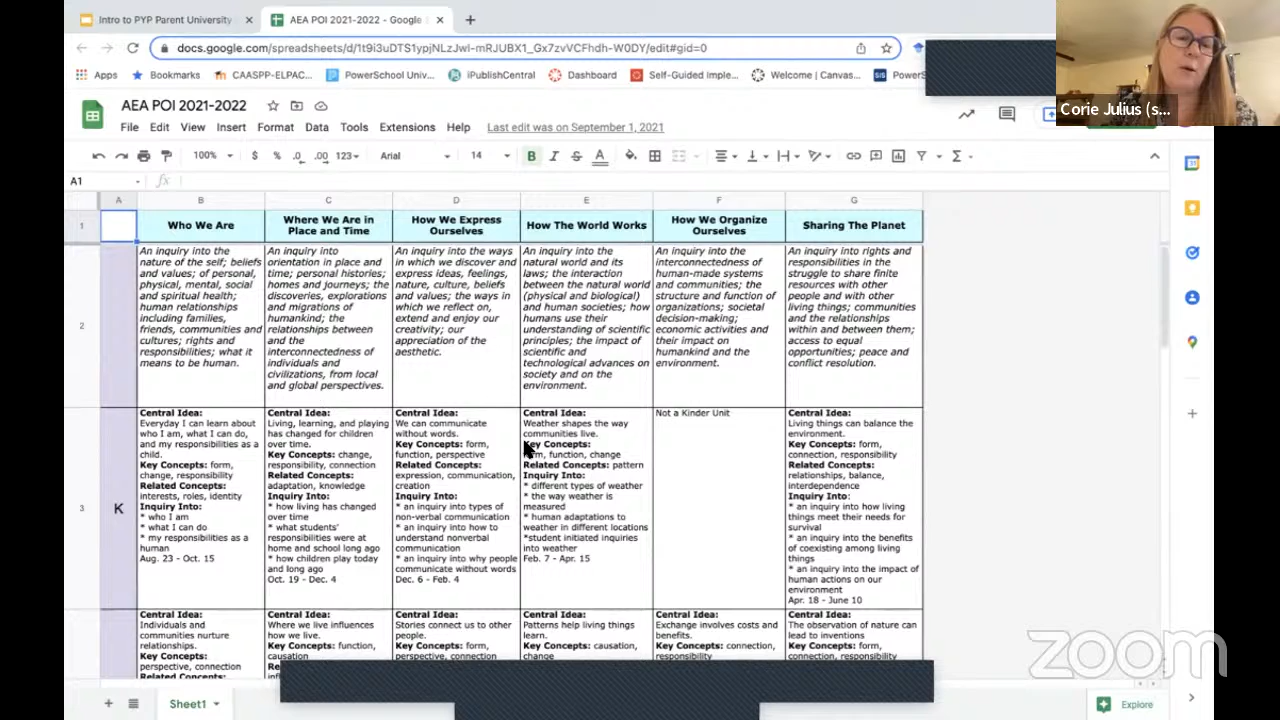 Intro to PYP Parent University
AEA POI 2021-2022 - Google
docs.google.com/spreadsheets/d/1t9i3uDTS1ypjNLzJwI-mRJUBX1_Gx7zvVCFhdh-W0DY/edit#gid=0
Apps
Bookmarks
CAASPP-ELPAC...
PowerSchool Univ...
iPublishCentral
Dashboard
Self-Guided Imple...
Welcome | Canvas...
PowerS
Corie Julius (s...
AEA POI 2021-2022
File Edit View Insert Format Data Tools Extensions Help Last edit was on September 1, 2021
100% $ % .0 .00 123 Arial 14 B I S A
A1 fx
A B C D E F G
1
Who We Are
Where We Are in
Place and Time
How We Express
Ourselves
How The World Works
How We Organize
Ourselves
Sharing The Planet
2
An inquiry into the
nature of the self; beliefs
and values; of personal,
physical, mental, social
and spiritual health;
human relationships
including families,
friends, communities and
cultures; rights and
responsibilities; what it
means to be human.
An inquiry into
orientation in place and
time; personal histories;
homes and journeys; the
discoveries, explorations
and migrations of
humankind; the
relationships between
and the
interconnectedness of
individuals and
civilizations, from local
and global perspectives.
An inquiry into the ways
in which we discover and
express ideas, feelings,
nature, culture, beliefs
and values; the ways in
which we reflect on,
extend and enjoy our
creativity; our
appreciation of the
aesthetic.
An inquiry into the
natural world and its
laws; the interaction
between the natural world
(physical and biological)
and human societies; how
humans use their
understanding of scientific
principles; the impact of
scientific and
technological advances on
society and on the
environment.
An inquiry into the
interconnectedness of
human-made systems
and communities; the
structure and function of
organizations; societal
decision-making;
economic activities and
their impact on
humankind and the
environment.
An inquiry into rights and
responsibilities in the
struggle to share finite
resources with other
people and with other
living things; communities
and the relationships
within and between them;
access to equal
opportunities; peace and
conflict resolution.
3
K
Central Idea:
Everyday I can learn about
who I am, what I can do,
and my responsibilities as a
child.
Key Concepts: form,
change, responsibility
Related Concepts:
interests, roles, identity
Inquiry Into:
* who I am
* what I can do
* my responsibilities as a
human
Aug. 23 - Oct. 15
Central Idea:
Living, learning, and playing
has changed for children
over time.
Key Concepts: change,
responsibility, connection
Related Concepts:
adaptation, knowledge
Inquiry Into:
* how living has changed
over time
* what students'
responsibilities were at
home and school long ago
* how children play today
and long ago
Oct. 19 - Dec. 4
Central Idea:
We can communicate
without words.
Key Concepts: form,
function, perspective
Related Concepts:
expression, communication,
creation
Inquiry Into:
* an inquiry into types of
non-verbal communication
* an inquiry into how to
understand nonverbal
communication
* an inquiry into why people
communicate without words
Dec. 6 - Feb. 4
Central Idea:
Weather shapes the way
communities live.
Key Concepts:
form, function, change
Related Concepts: pattern
Inquiry Into:
* different types of weather
* the way weather is
measured
* human adaptations to
weather in different locations
*student initiated inquiries
into weather
Feb. 7 - Apr. 15
Not a Kinder Unit
Central Idea:
Living things can balance the
environment.
Key Concepts: form,
connection, responsibility
Related Concepts:
relationships, balance,
interdependence
Inquiry Into:
* an inquiry into how living
things meet their needs for
survival
* an inquiry into the benefits
of coexisting among living
things
* an inquiry into the impact of
human actions on our
environment
Apr. 18 - June 10
Central Idea:
Individuals and
communities nurture
relationships.
Key Concepts:
perspective, connection
Related Concepts:
Central Idea:
Where we live influences
how we live.
Key Concepts: function,
causation
Central Idea:
Stories connect us to other
people.
Key Concepts: form,
perspective, connection
Central Idea:
Patterns help living things
learn.
Key Concepts: causation,
change
Central Idea:
Exchange involves costs and
benefits.
Key Concepts: connection,
responsibility
Central Idea:
The observation of nature can
lead to inventions
Key Concepts: form,
connection, responsibility
Sheet1
Explore
zoom